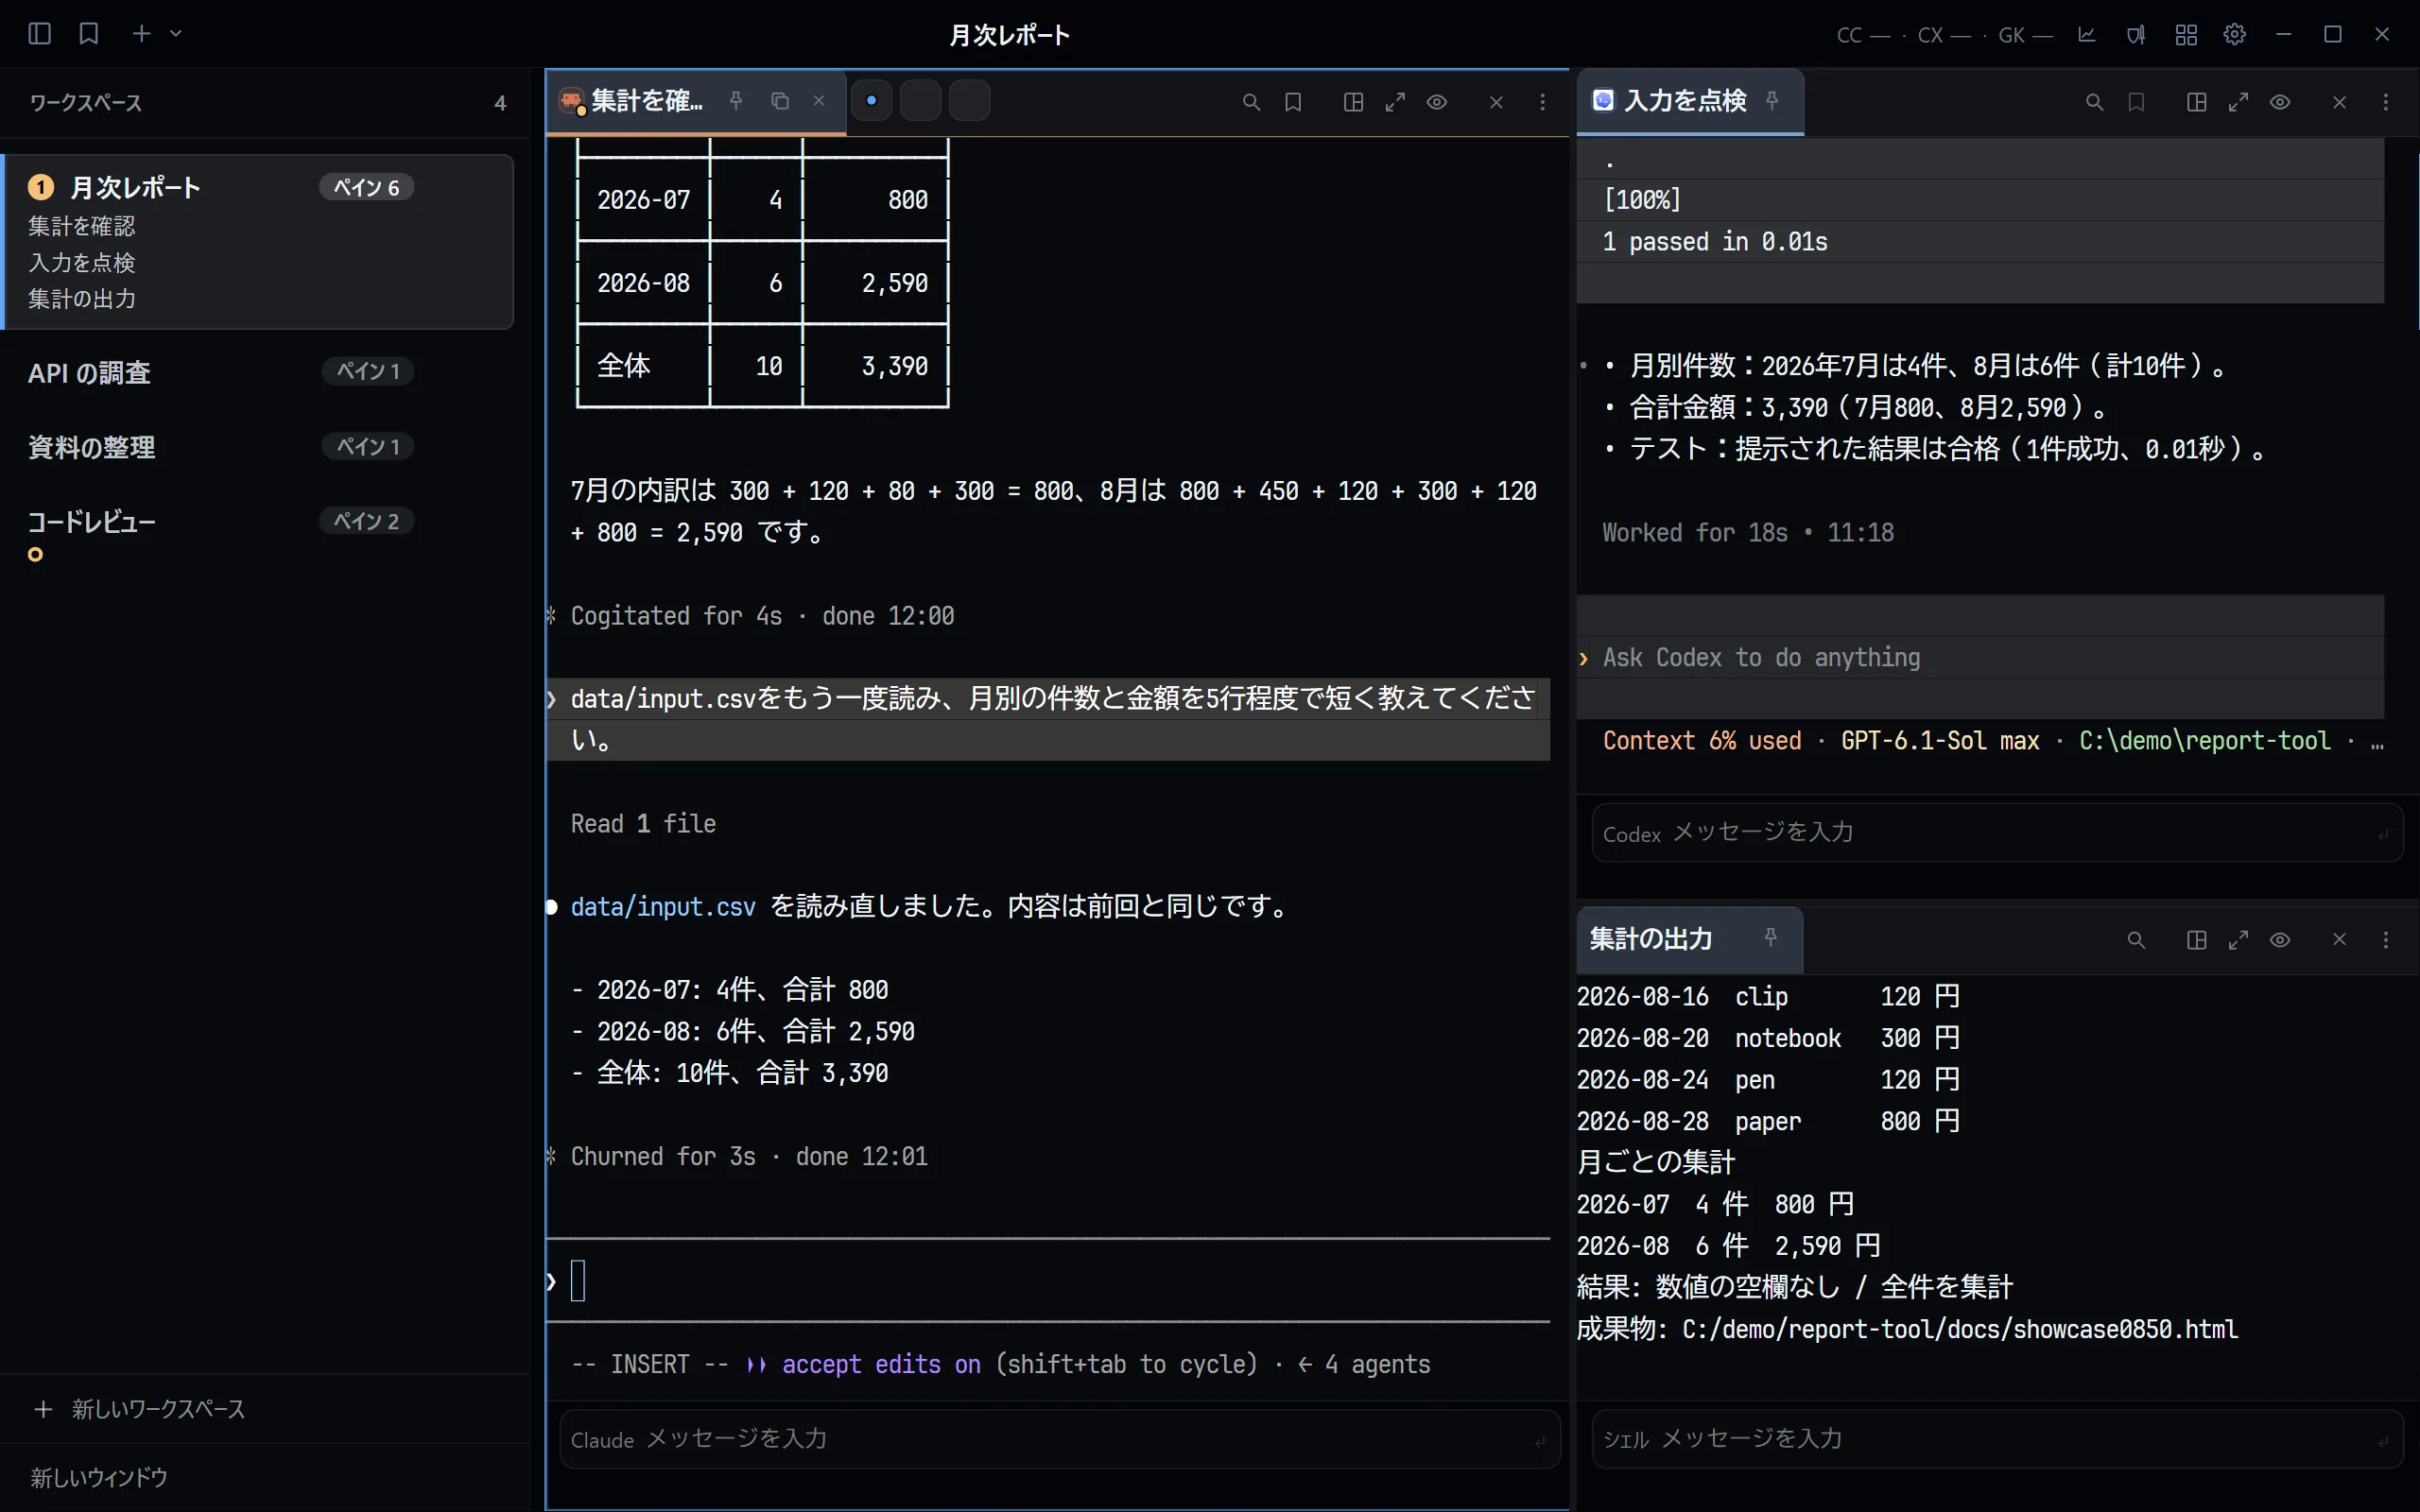 月次レポート
CC — · CX — · GK —
ワークスペース 4
1 月次レポート ペイン 6
集計を確認
入力を点検
集計の出力
API の調査 ペイン 1
資料の整理 ペイン 1
コードレビュー ペイン 2
+ 新しいワークスペース
新しいウィンドウ
集計を確...
2026-07 4 800
2026-08 6 2,590
全体 10 3,390
7月の内訳は 300 + 120 + 80 + 300 = 800、8月は 800 + 450 + 120 + 300 + 120
+ 800 = 2,590 です。
Cogitated for 4s · done 12:00
❯ data/input.csvをもう一度読み、月別の件数と金額を5行程度で短く教えてくださ
い。
Read 1 file
● data/input.csv を読み直しました。内容は前回と同じです。
- 2026-07: 4件、合計 800
- 2026-08: 6件、合計 2,590
- 全体: 10件、合計 3,390
Churned for 3s · done 12:01
❯
-- INSERT -- ⏵⏵ accept edits on (shift+tab to cycle) · ← 4 agents
Claude メッセージを入力
入力を点検
.
[100%]
1 passed in 0.01s
• • 月別件数：2026年7月は4件、8月は6件（計10件）。
• 合計金額：3,390（7月800、8月2,590）。
• テスト：提示された結果は合格（1件成功、0.01秒）。
Worked for 18s • 11:18
› Ask Codex to do anything
Context 6% used · GPT-6.1-Sol max · C:\demo\report-tool · …
Codex メッセージを入力
集計の出力
2026-08-16 clip 120 円
2026-08-20 notebook 300 円
2026-08-24 pen 120 円
2026-08-28 paper 800 円
月ごとの集計
2026-07 4 件 800 円
2026-08 6 件 2,590 円
結果: 数値の空欄なし / 全件を集計
成果物: C:/demo/report-tool/docs/showcase0850.html
シェル メッセージを入力